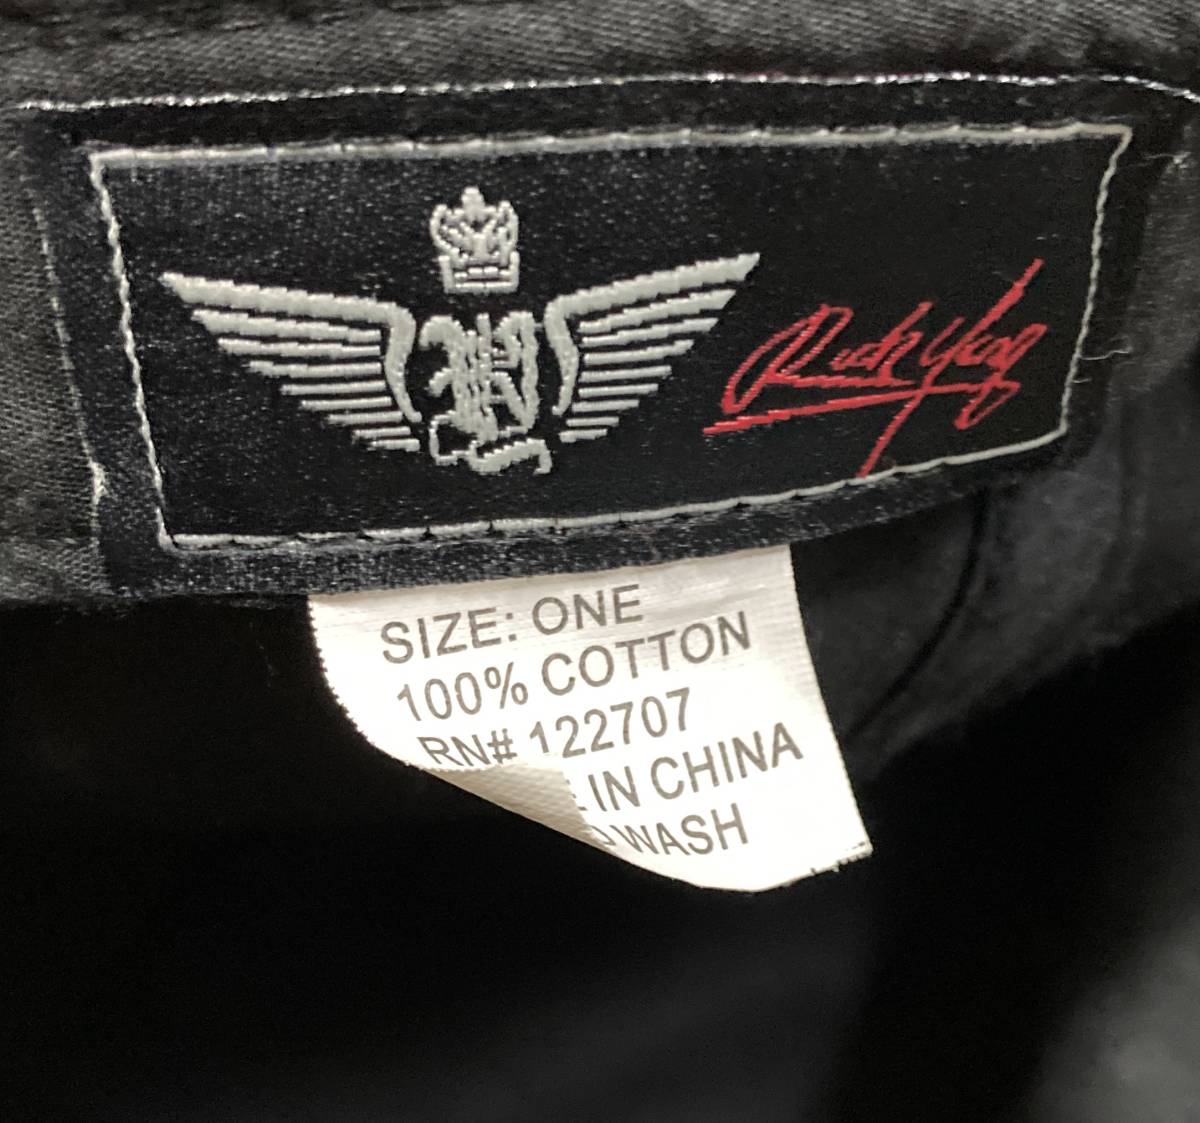 Rich Yung
SIZE: ONE
100% COTTON
RN# 122707
E IN CHINA
D WASH